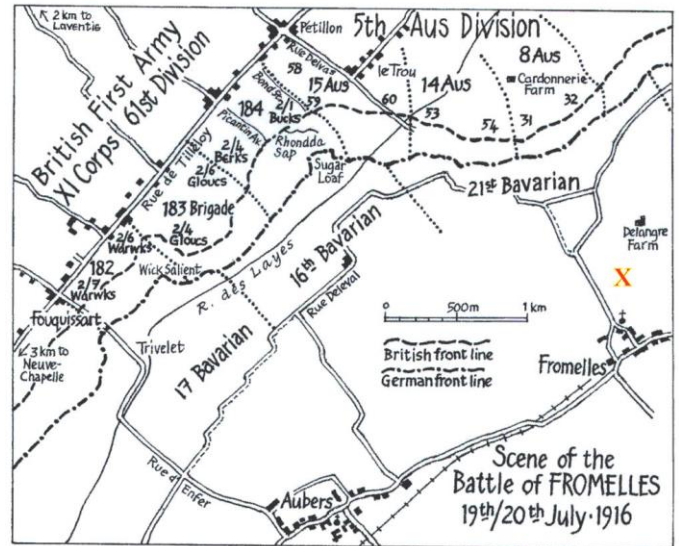 2 km to
Laventie
Pétillon
5th Aus Division
British First Army
XI Corps 61st Division
Rue Delvas
58
15 Aus
le Trou
14 Aus
8 Aus
Cardonnerie
Farm
Bond St.
59
60
53
54
31
32
184
2/1
Bucks
Picantin Av.
Rhondda
Sap
2/4
Berks
Sugar
Loaf
Rue de Tilleloy
2/6
Gloucs
183 Brigade
2/4
Gloucs
2/6
Warwks
182
2/7
Warwks
Wick Salient
R. des Layes
16th Bavarian
21st Bavarian
Delangre
Farm
X
Rue Deleval
17 Bavarian
Fouquissart
3 km to
Neuve-
Chapelle
Trivelet
0 500m 1 km
British front line
German front line
Fromelles
Rue d'Enfer
Aubers
Scene of the
Battle of FROMELLES
19th/20th July·1916